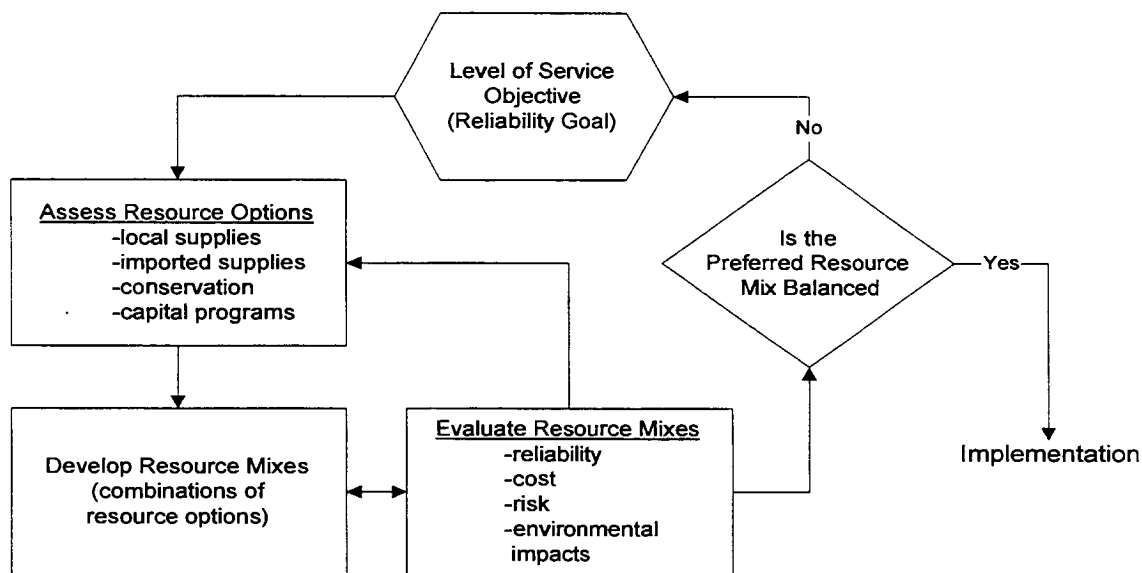 Level of Service
Objective
(Reliability Goal)
No
Assess Resource Options
-local supplies
-imported supplies
-conservation
-capital programs
Is the
Preferred Resource
Mix Balanced
Yes
Develop Resource Mixes
(combinations of
resource options)
Evaluate Resource Mixes
-reliability
-cost
-risk
-environmental
impacts
Implementation